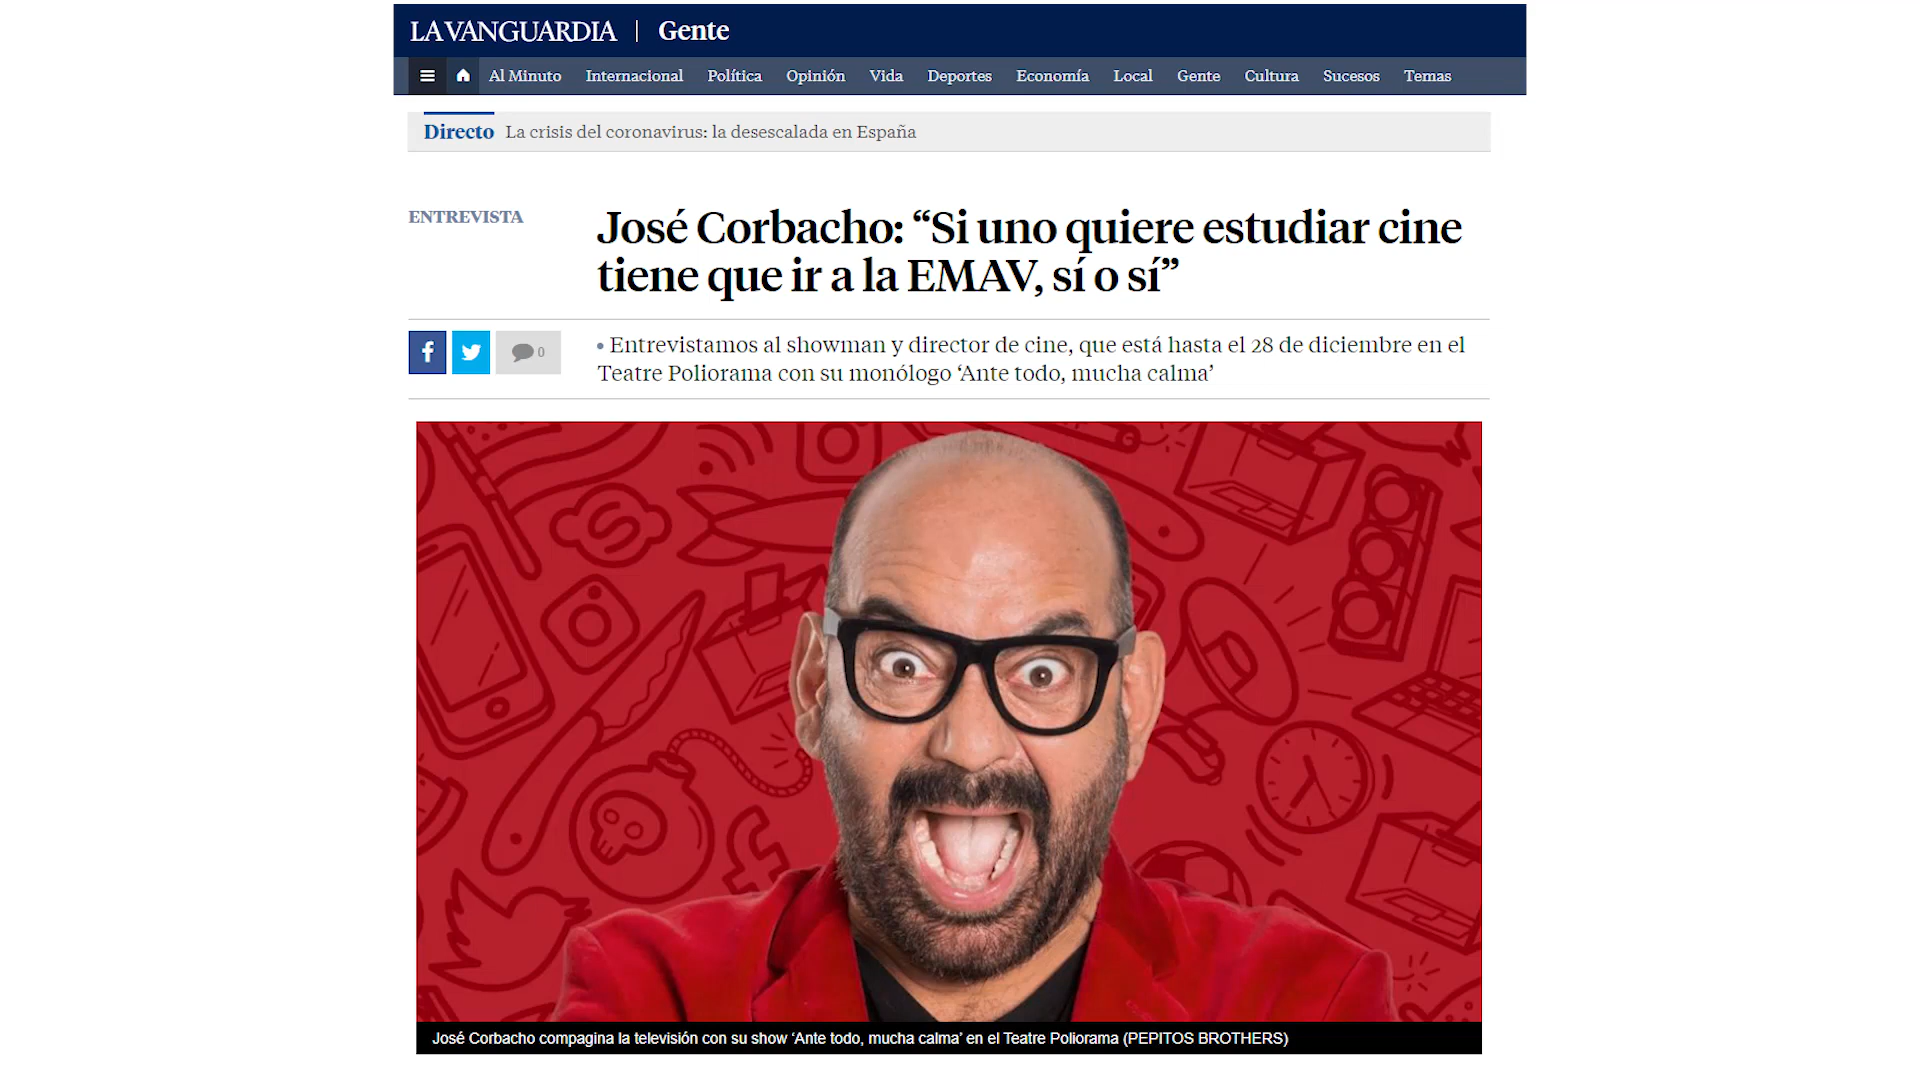 LA VANGUARDIA | Gente
Al Minuto Internacional Política Opinión Vida Deportes Economía Local Gente Cultura Sucesos Temas
Directo La crisis del coronavirus: la desescalada en España
ENTREVISTA
José Corbacho: “Si uno quiere estudiar cine
tiene que ir a la EMAV, sí o sí”
0
• Entrevistamos al showman y director de cine, que está hasta el 28 de diciembre en el
Teatre Poliorama con su monólogo ‘Ante todo, mucha calma’
José Corbacho compagina la televisión con su show ‘Ante todo, mucha calma’ en el Teatre Poliorama (PEPITOS BROTHERS)